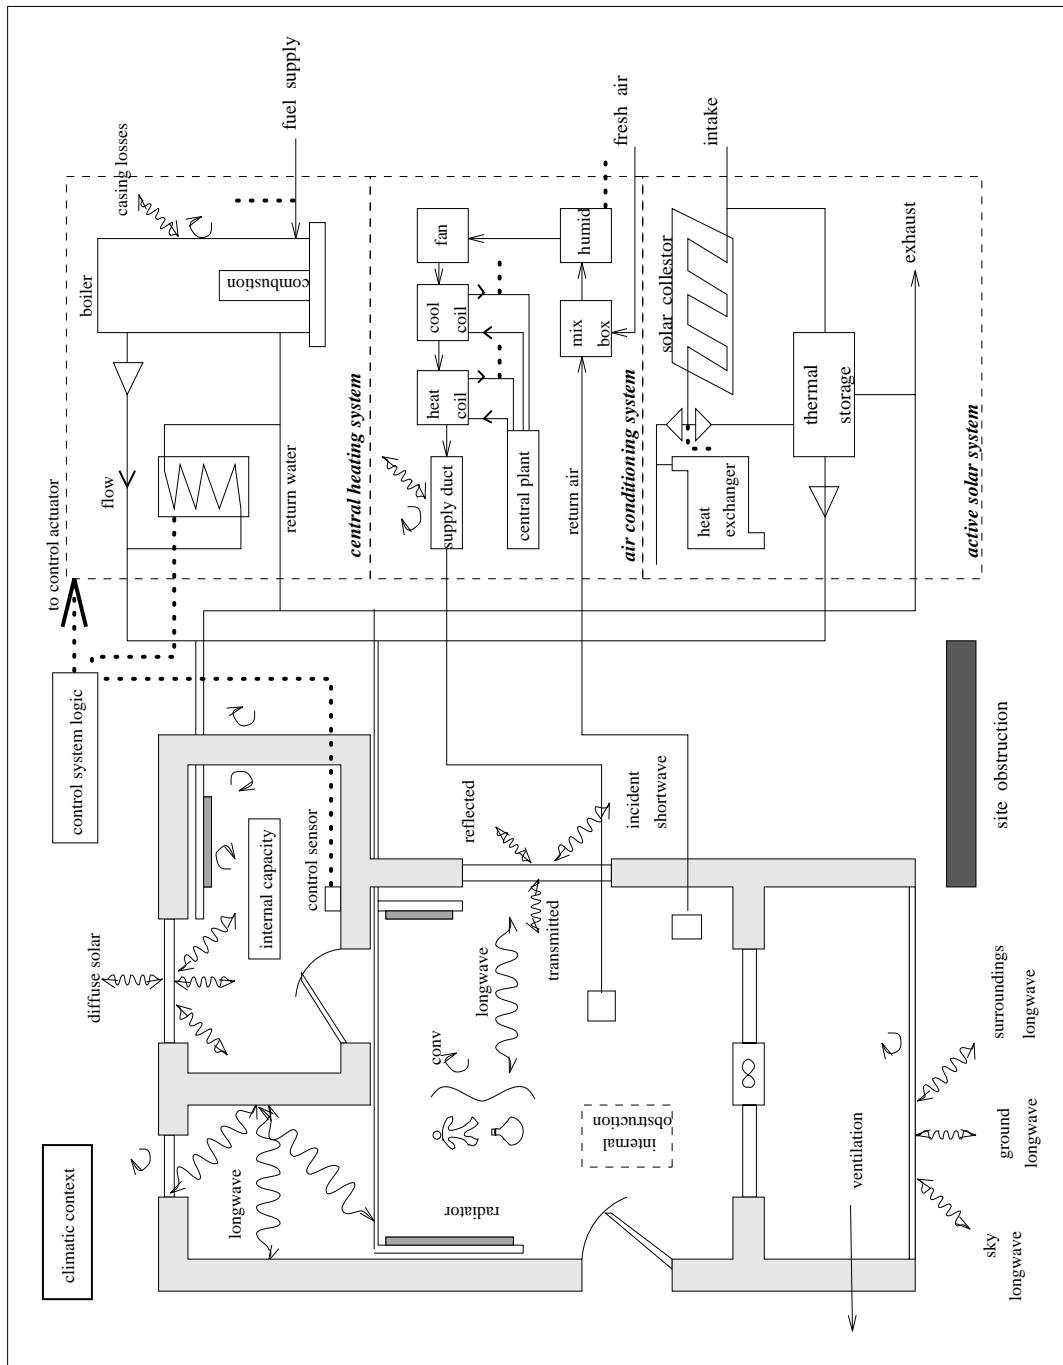 climatic context
control system logic
to control actuator
boiler
casing losses
fuel supply
combustion
flow
return water
central heating system
fan
cool
coil
heat
coil
supply duct
central plant
humid
mix
box
fresh air
return air
air conditioning system
intake
solar collestor
heat
exchanger
thermal
storage
exhaust
active solar system
diffuse solar
internal capacity
control sensor
longwave
reflected
incident
shortwave
transmitted
longwave
conv
radiator
internal
obstruction
ventilation
site obstruction
sky
longwave
ground
longwave
surroundings
longwave